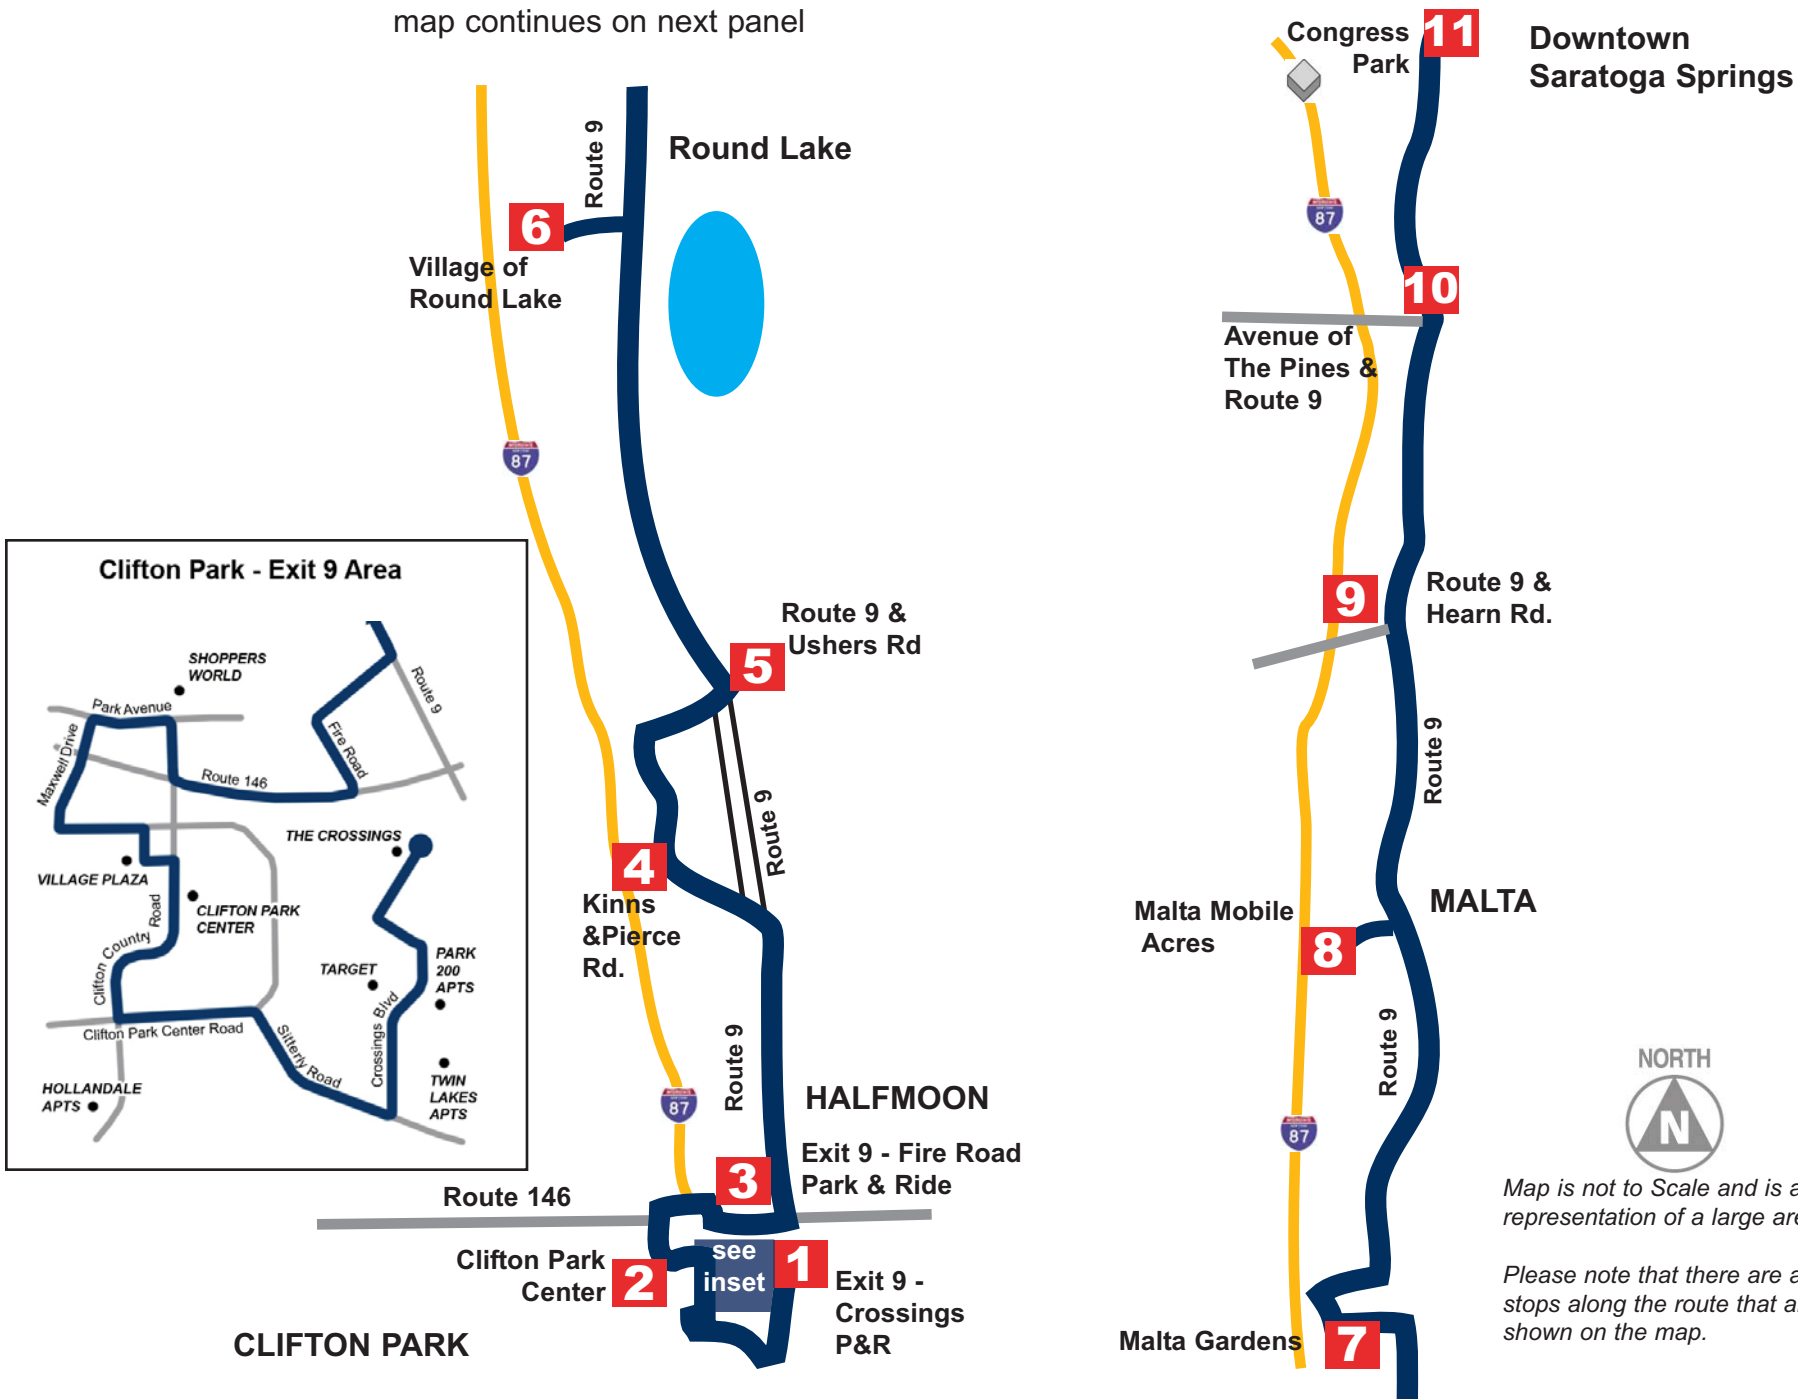 map continues on next panel
Route 9
Round Lake
6
Village of
Round Lake
87
Route 9 &
Ushers Rd
5
Route 9
4
Kinns
&Pierce
Rd.
Route 9
87
HALFMOON
3
Exit 9 - Fire Road
Park & Ride
Route 146
see
inset
1
Clifton Park
Center
2
Exit 9 -
Crossings
P&R
CLIFTON PARK
Clifton Park - Exit 9 Area
SHOPPERS
WORLD
Park Avenue
Route 9
Maxwell Drive
Fire Road
Route 146
THE CROSSINGS
VILLAGE PLAZA
CLIFTON PARK
CENTER
Clifton Country Road
TARGET
PARK
200
APTS
Clifton Park Center Road
Sitterly Road
Crossings Blvd
HOLLANDALE
APTS
TWIN
LAKES
APTS
Congress
Park
11
Downtown
Saratoga Springs
87
10
Avenue of
The Pines &
Route 9
9
Route 9 &
Hearn Rd.
Route 9
Malta Mobile
Acres
8
MALTA
Route 9
87
Malta Gardens
7
NORTH
N
Map is not to Scale and is a
representation of a large are
Please note that there are a
stops along the route that a
shown on the map.